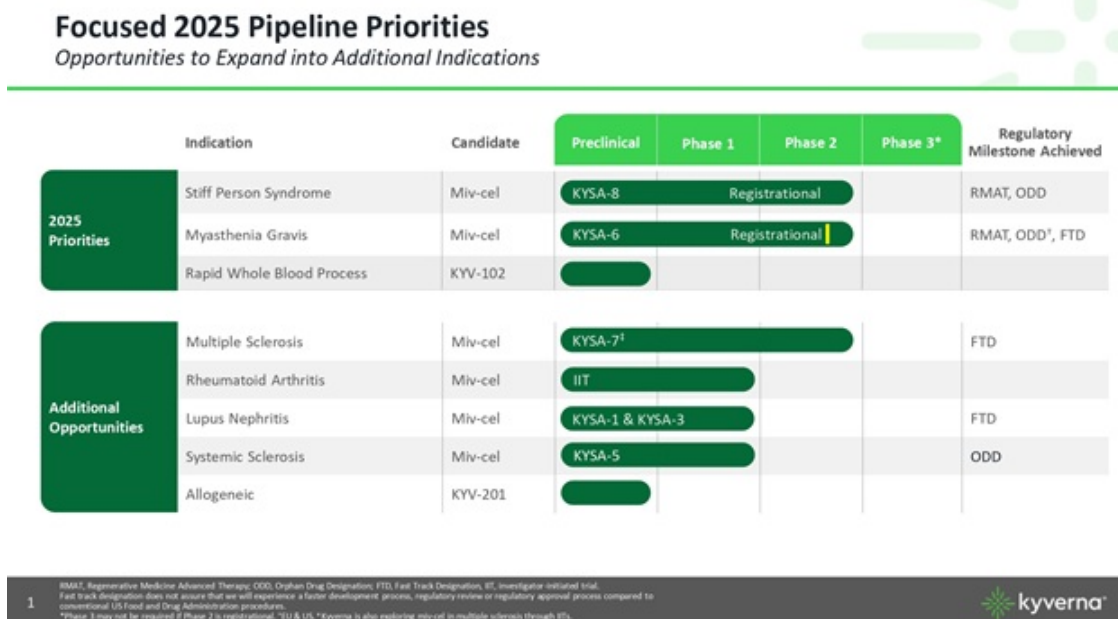 Focused 2025 Pipeline Priorities
Opportunities to Expand into Additional Indications
Indication Candidate Preclinical Phase 1 Phase 2 Phase 3* Regulatory Milestone Achieved
2025 Priorities
Stiff Person Syndrome Miv-cel KYSA-8 Registrational RMAT, ODD
Myasthenia Gravis Miv-cel KYSA-6 Registrational RMAT, ODD†, FTD
Rapid Whole Blood Process KYV-102
Additional Opportunities
Multiple Sclerosis Miv-cel KYSA-7‡ FTD
Rheumatoid Arthritis Miv-cel IIT
Lupus Nephritis Miv-cel KYSA-1 & KYSA-3 FTD
Systemic Sclerosis Miv-cel KYSA-5 ODD
Allogeneic KYV-201
1
RMAT, Regenerative Medicine Advanced Therapy; ODD, Orphan Drug Designation; FTD, Fast Track Designation, IIT, investigator-initiated trial.
Fast track designation does not assure that we will experience a faster development process, regulatory review or regulatory approval process compared to
conventional US Food and Drug Administration procedures.
*Phase 3 may not be required if Phase 2 is registrational. †EU & US. ‡Kyverna is also exploring miv-cel in multiple sclerosis through IITs.
kyverna